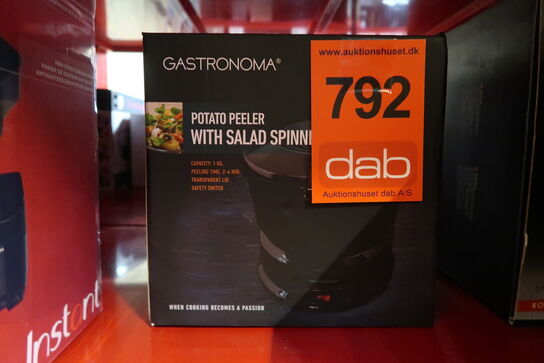 GASTRONOMA®
www.auktionshuset.dk
792
dab
Auktionshuset dab A/S
POTATO PEELER
WITH SALAD
CAPACITY: 1 KG.
PEELING TIME: 2-4 MIN.
TRANSPARENT LID
SAFETY SWITCH
WHEN COOKING BECOMES A PASSION
Instant